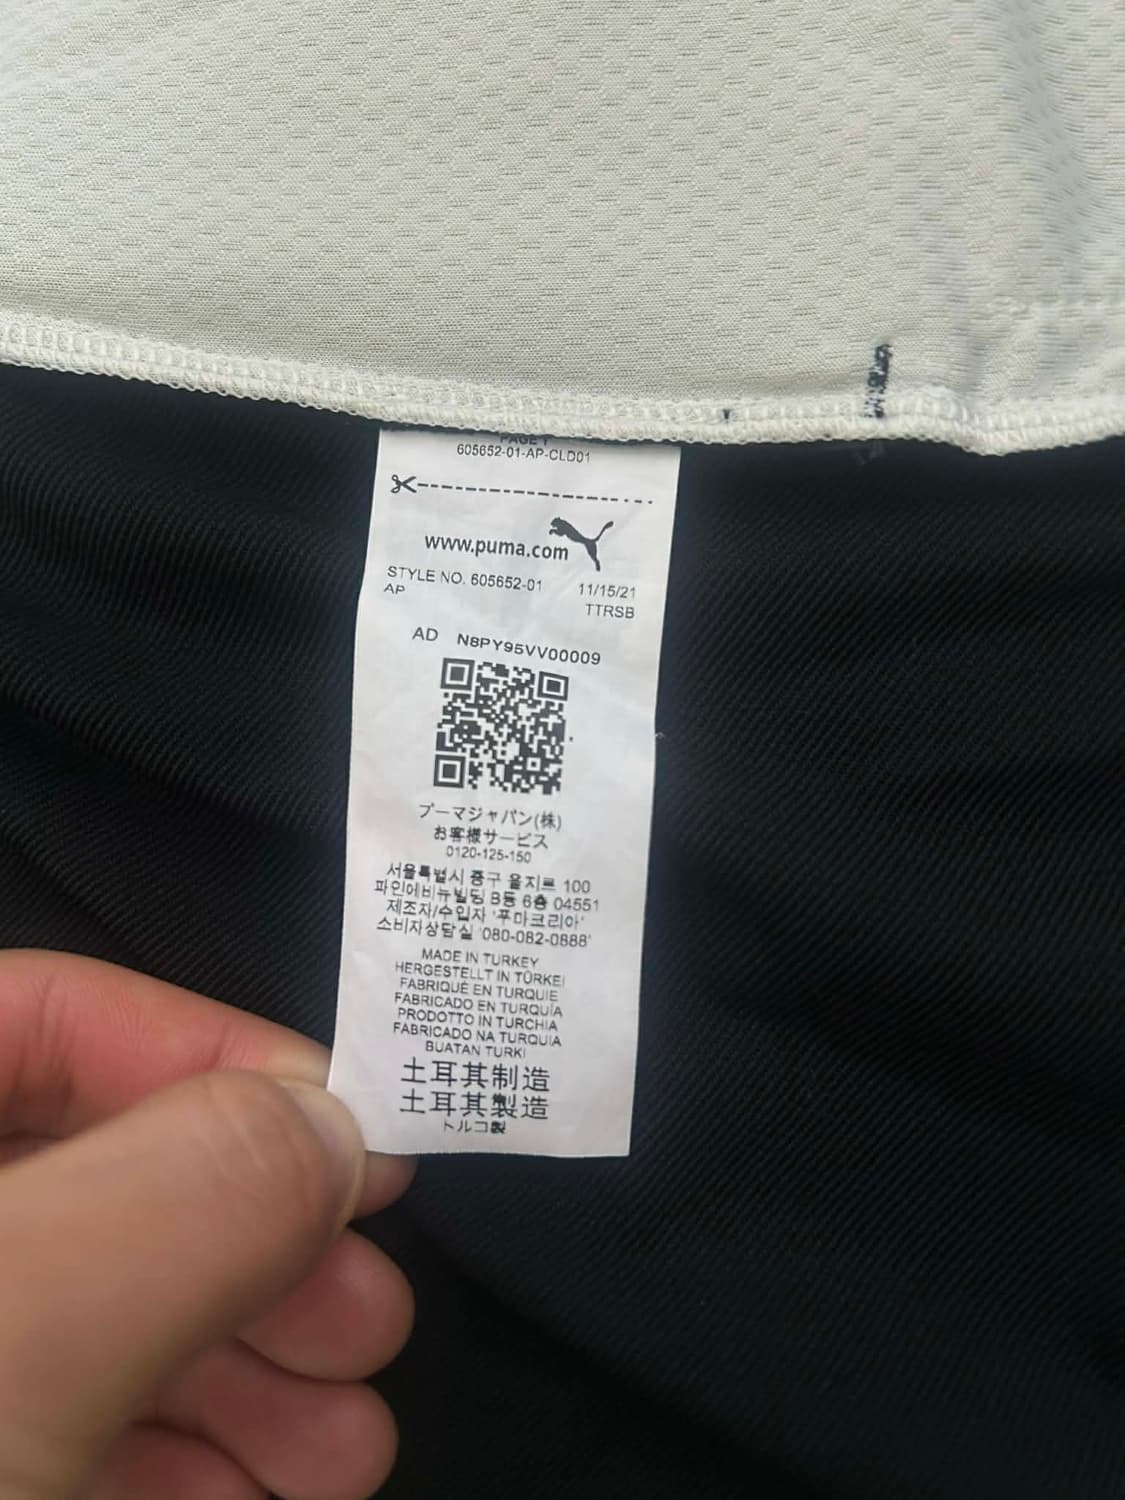 PAGE 1
605652-01-AP-CLD01
www.puma.com
STYLE NO. 605652-01 11/15/21
AP TTRSB
AD N8PY95VV00009
プーマジャパン(株)
お客様サービス
0120-125-150
서울특별시 중구 을지로 100
파인에비뉴빌딩 B동 6층 04551
제조자/수입자 '푸마코리아'
소비자상담실 '080-082-0888'
MADE IN TURKEY
HERGESTELLT IN TÜRKEI
FABRIQUÉ EN TURQUIE
FABRICADO EN TURQUÍA
PRODOTTO IN TURCHIA
FABRICADO NA TURQUIA
BUATAN TURKI
土耳其制造
土耳其製造
トルコ製